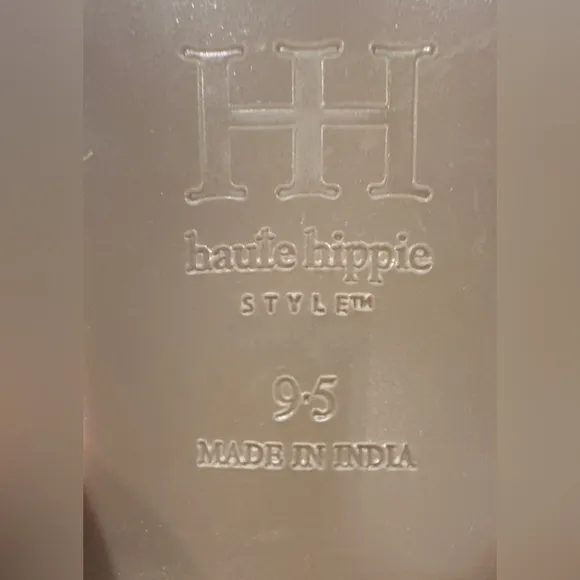 HH
haute hippie
STYLE™
9.5
MADE IN INDIA